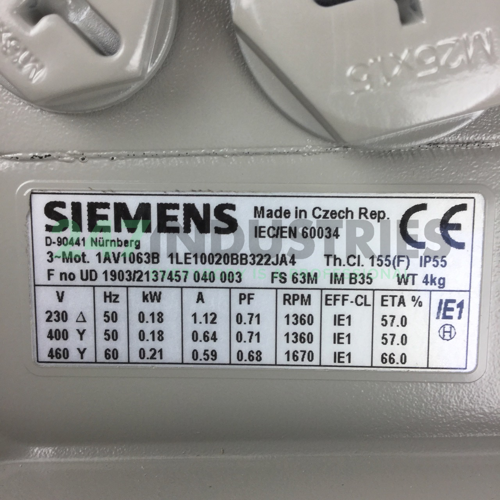 M25x1.5
M25x1.5
SIEMENS
D-90441 Nürnberg
Made in Czech Rep.
IEC/EN 60034
CE
3~Mot. 1AV1063B 1LE10020BB322JA4 Th.Cl. 155(F) IP55
F no UD 1903/2137457 040 003 FS 63M IM B35 WT 4kg
V Hz kW A PF RPM EFF-CL ETA % IE1
230 Δ 50 0.18 1.12 0.71 1360 IE1 57.0
400 Y 50 0.18 0.64 0.71 1360 IE1 57.0
460 Y 60 0.21 0.59 0.68 1670 IE1 66.0
H
INDUSTRIES